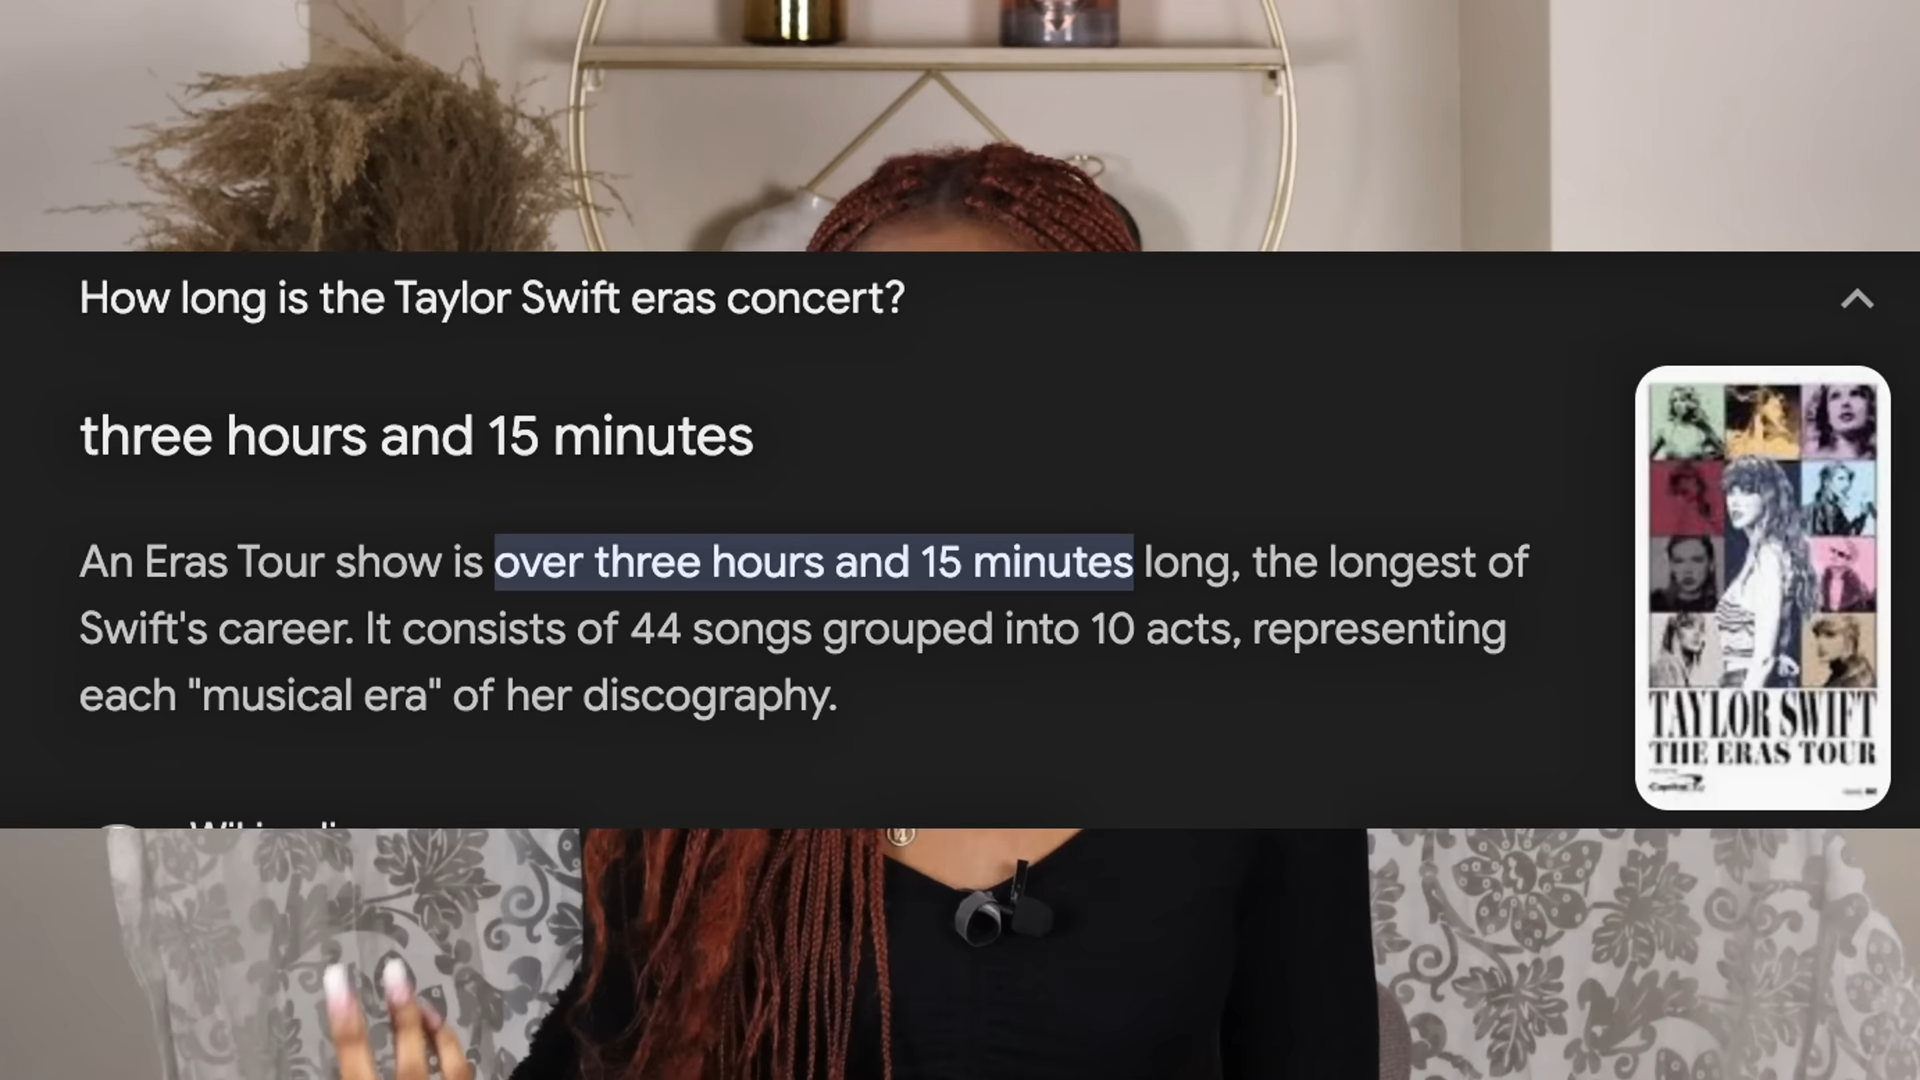 How long is the Taylor Swift eras concert?
three hours and 15 minutes
An Eras Tour show is over three hours and 15 minutes long, the longest of
Swift's career. It consists of 44 songs grouped into 10 acts, representing
each "musical era" of her discography.
TAYLOR SWIFT
THE ERAS TOUR